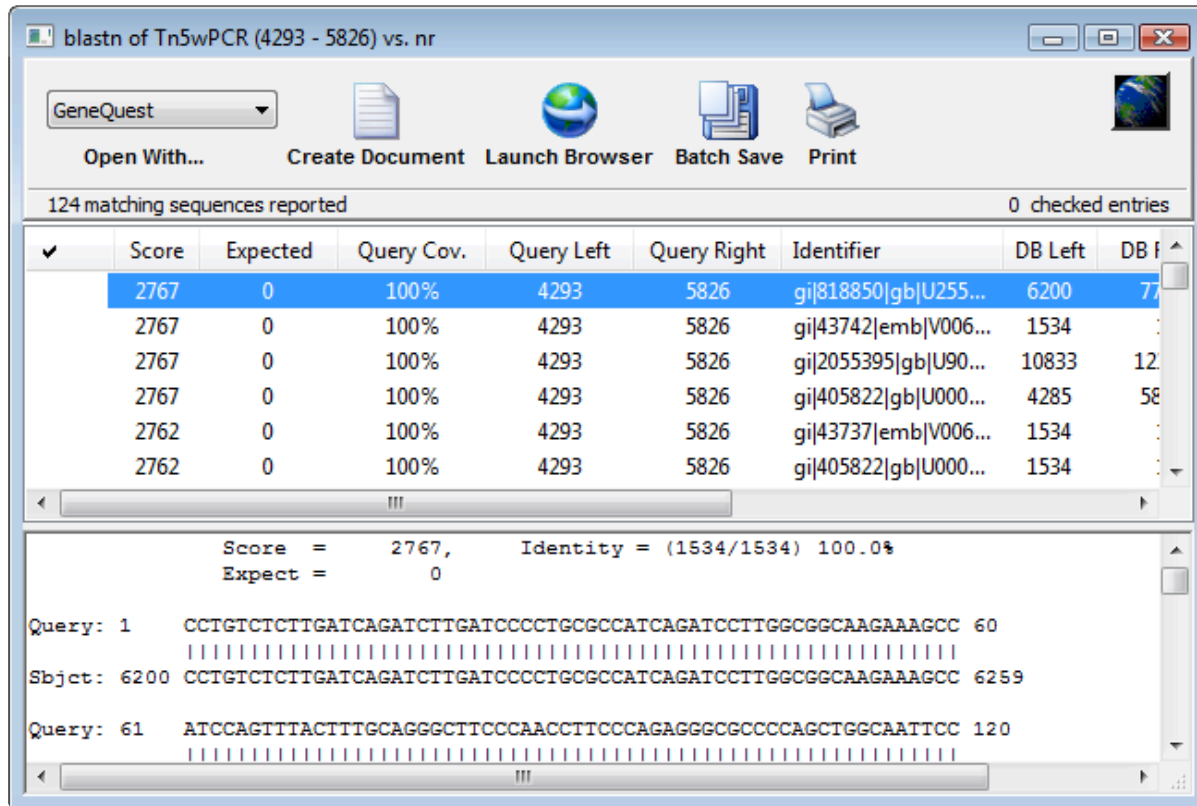 blastn of Tn5wPCR (4293 - 5826) vs. nr
GeneQuest
Open With... Create Document Launch Browser Batch Save Print
124 matching sequences reported 0 checked entries
✔ Score Expected Query Cov. Query Left Query Right Identifier DB Left DB
2767 0 100% 4293 5826 gi|818850|gb|U255... 6200 77
2767 0 100% 4293 5826 gi|43742|emb|V006... 1534
2767 0 100% 4293 5826 gi|2055395|gb|U90... 10833 12
2767 0 100% 4293 5826 gi|405822|gb|U000... 4285 58
2762 0 100% 4293 5826 gi|43737|emb|V006... 1534
2762 0 100% 4293 5826 gi|405822|gb|U000... 1534
Score = 2767, Identity = (1534/1534) 100.0%
Expect = 0
Query: 1 CCTGTCTCTTGATCAGATCTTGATCCCCTGCGCCATCAGATCCTTGGCGGCAAGAAAGCC 60
||||||||||||||||||||||||||||||||||||||||||||||||||||||||||||
Sbjct: 6200 CCTGTCTCTTGATCAGATCTTGATCCCCTGCGCCATCAGATCCTTGGCGGCAAGAAAGCC 6259
Query: 61 ATCCAGTTTACTTTGCAGGGCTTCCCAACCTTCCCAGAGGGCGCCCCAGCTGGCAATTCC 120
||||||||||||||||||||||||||||||||||||||||||||||||||||||||||||